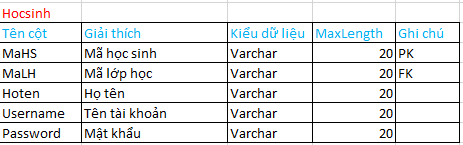 Hocsinh
Tên cột Giải thích Kiểu dữ liệu MaxLength Ghi chú
MaHS Mã học sinh Varchar 20 PK
MaLH Mã lớp học Varchar 20 FK
Hoten Họ tên Varchar 20
Username Tên tài khoản Varchar 20
Password Mật khẩu Varchar 20